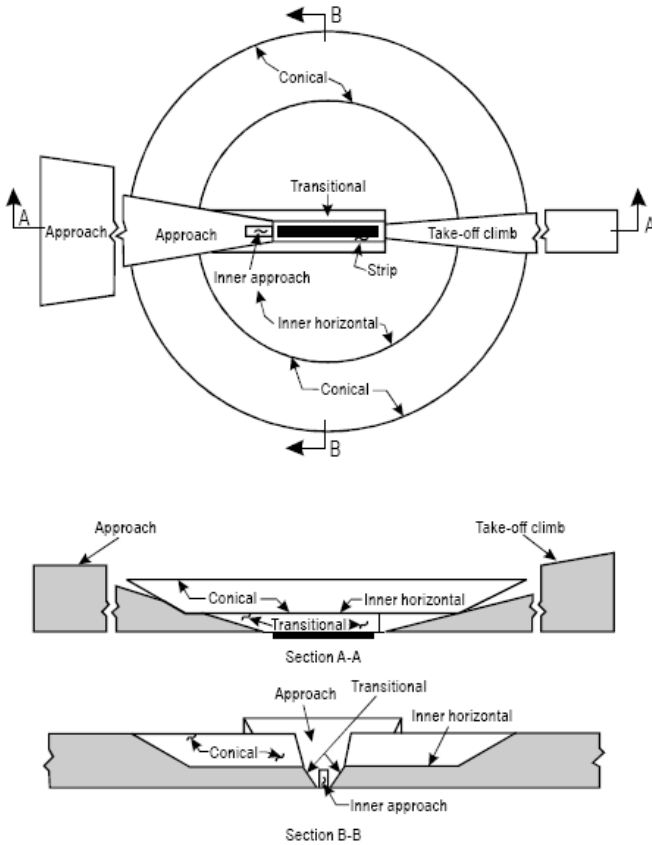 B
Conical
Transitional
A
Approach
Approach
Take-off climb
A
Inner approach
Strip
Inner horizontal
Conical
B
Approach
Take-off climb
Conical
Inner horizontal
Transitional
Section A-A
Transitional
Approach
Inner horizontal
Conical
Inner approach
Section B-B